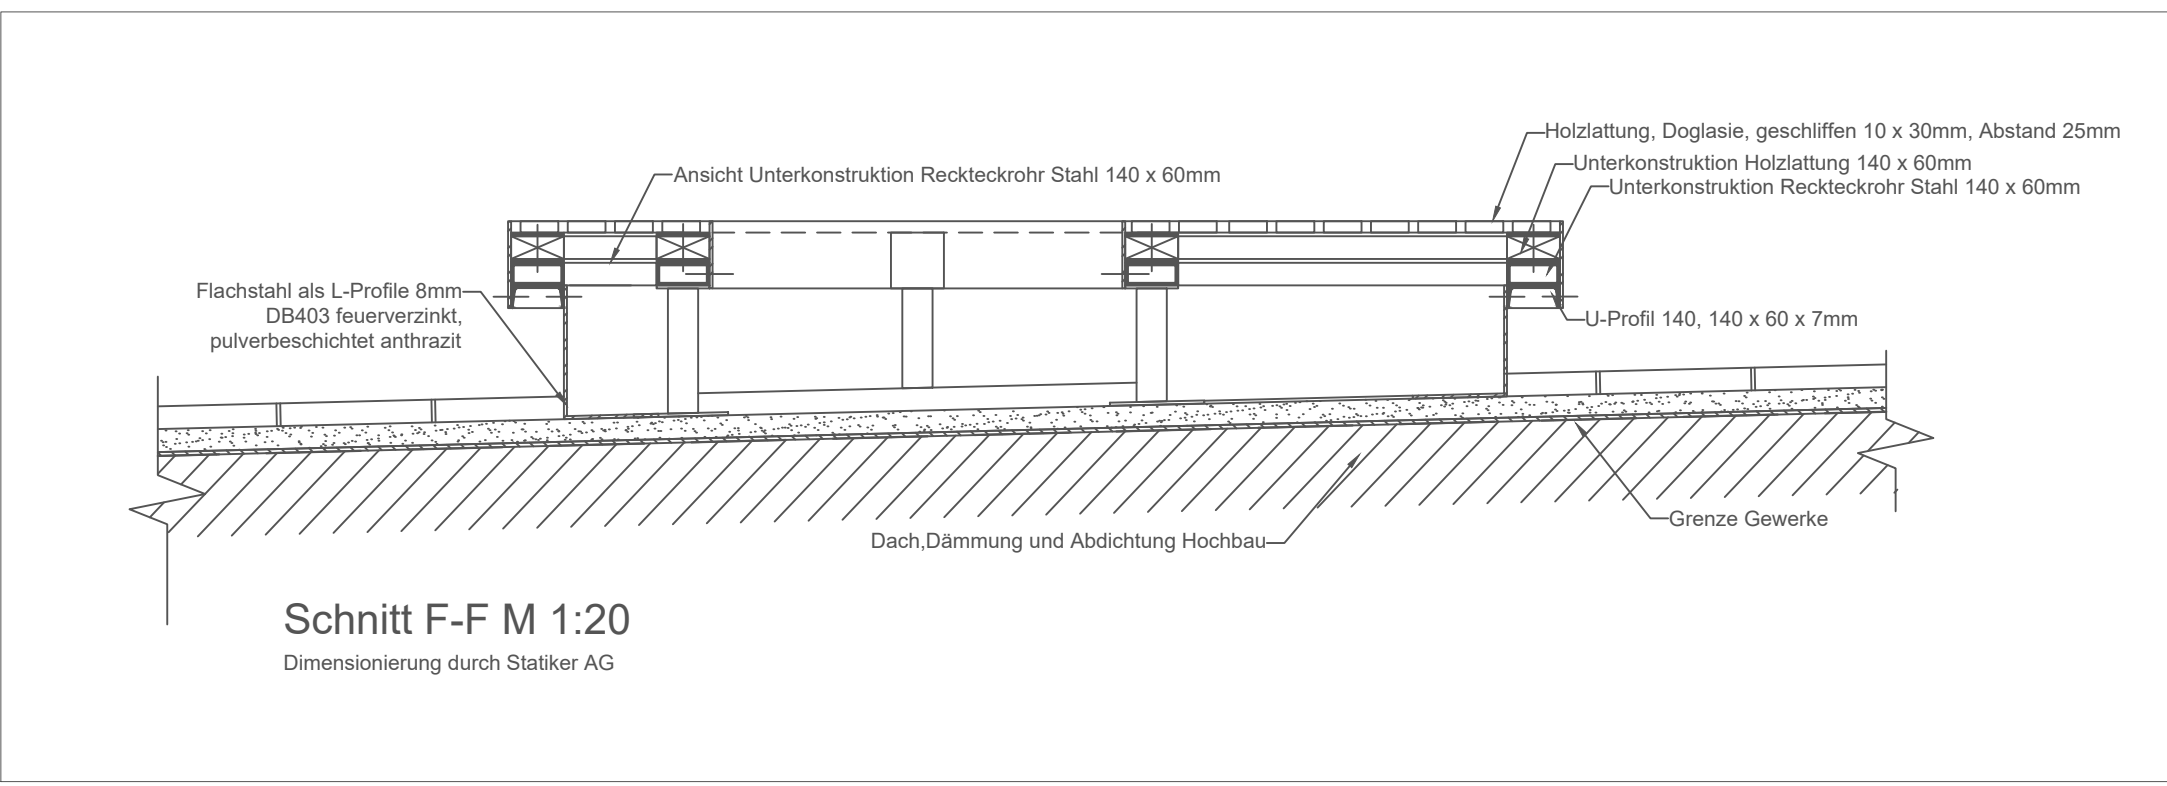 Holzlattung, Doglasie, geschliffen 10 x 30mm, Abstand 25mm
Unterkonstruktion Holzlattung 140 x 60mm
Ansicht Unterkonstruktion Reckteckrohr Stahl 140 x 60mm
Unterkonstruktion Reckteckrohr Stahl 140 x 60mm
Flachstahl als L-Profile 8mm
DB403 feuerverzinkt,
pulverbeschichtet anthrazit
U-Profil 140, 140 x 60 x 7mm
Grenze Gewerke
Dach,Dämmung und Abdichtung Hochbau
Schnitt F-F M 1:20
Dimensionierung durch Statiker AG